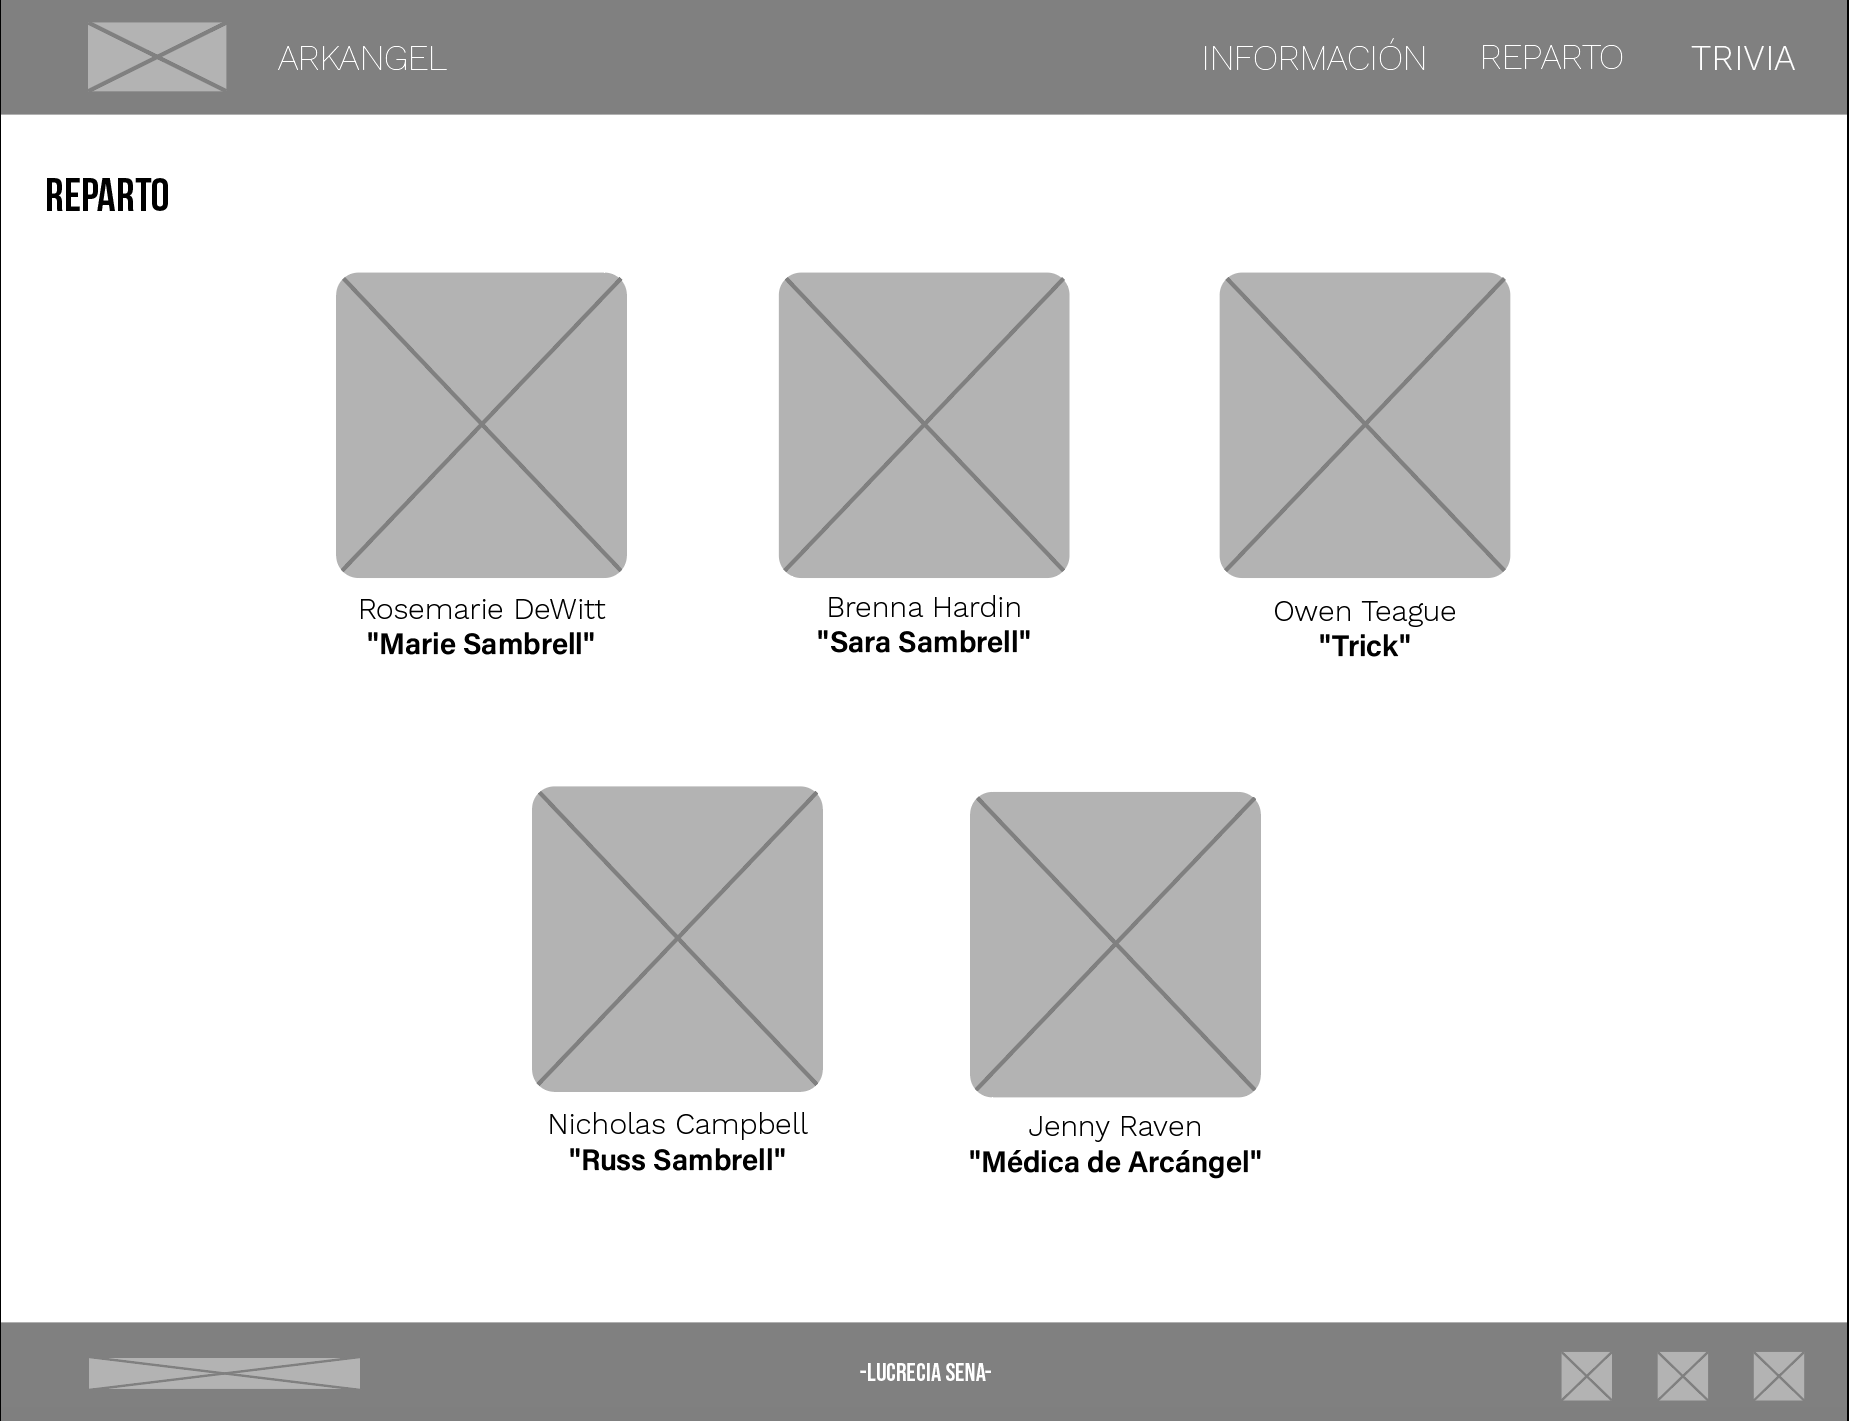 ARKANGEL
INFORMACIÓN
REPARTO
TRIVIA
REPARTO
Rosemarie DeWitt
"Marie Sambrell"
Brenna Hardin
"Sara Sambrell"
Owen Teague
"Trick"
Nicholas Campbell
"Russ Sambrell"
Jenny Raven
"Médica de Arcángel"
-LUCRECIA SENA-